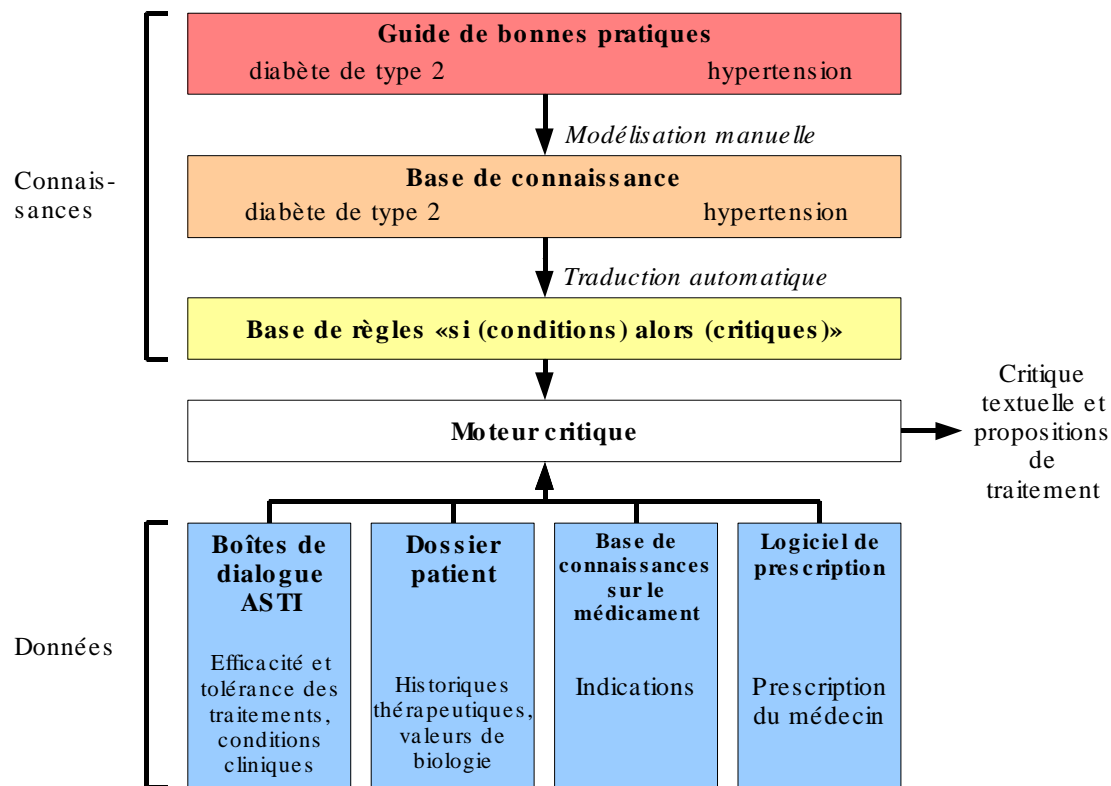 Guide de bonnes pratiques
diabète de type 2 hypertension
Modélisation manuelle
Connais-
sances
Base de connaissance
diabète de type 2 hypertension
Traduction automatique
Base de règles «si (conditions) alors (critiques)»
Moteur critique
Critique
textuelle et
propositions
de
traitement
Données
Boîtes de
dialogue
ASTI
Efficacité et
tolérance des
traitements,
conditions
cliniques
Dossier
patient
Historiques
thérapeutiques,
valeurs de
biologie
Base de
connaissances
sur le
médicament
Indications
Logiciel de
prescription
Prescription
du médecin